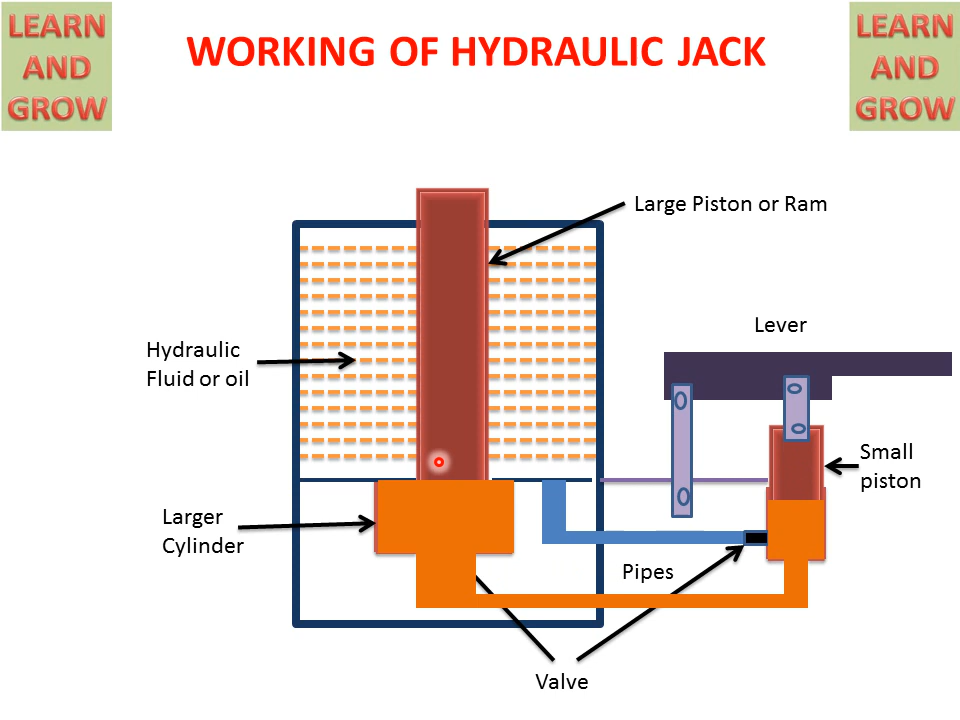 LEARN
AND
GROW
WORKING OF HYDRAULIC JACK
LEARN
AND
GROW
Large Piston or Ram
Lever
Hydraulic
Fluid or oil
Small
piston
Larger
Cylinder
Pipes
Valve